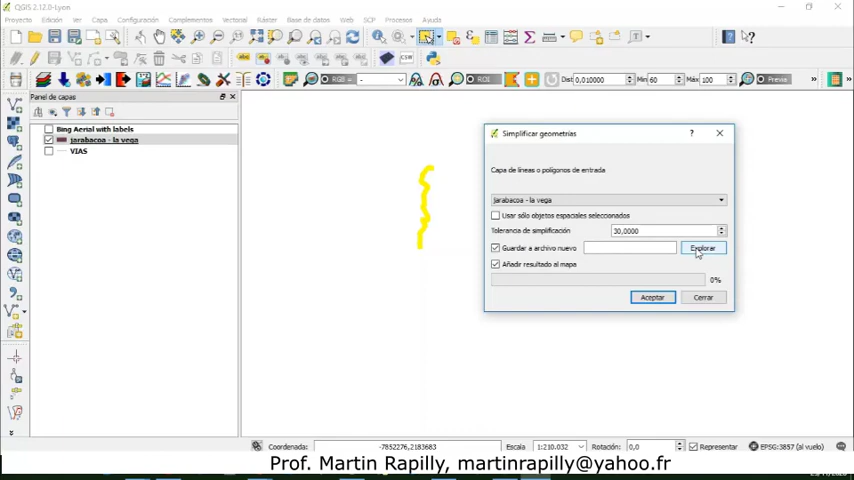 QGIS 2.12.0-Lyon
Proyecto Edición Ver Capa Configuración Complementos Vectorial Ráster Base de datos Web SCP Procesos Ayuda
CSW
RGB = -
ROI
Dist 0,010000 Min 60 Máx 100 Previa
Panel de capas
Bing Aerial with labels
jarabacoa - la vega
VIAS
Simplificar geometrías
Capa de líneas o polígonos de entrada
jarabacoa - la vega
Usar sólo objetos espaciales seleccionados
Tolerancia de simplificación 30,0000
Guardar a archivo nuevo Explorar
Añadir resultado al mapa
0%
Aceptar Cerrar
Coordenada: -7852276,2183683 Escala 1:210.032 Rotación: 0,0 Representar EPSG:3857 (al vuelo)
Prof. Martin Rapilly, martinrapilly@yahoo.fr